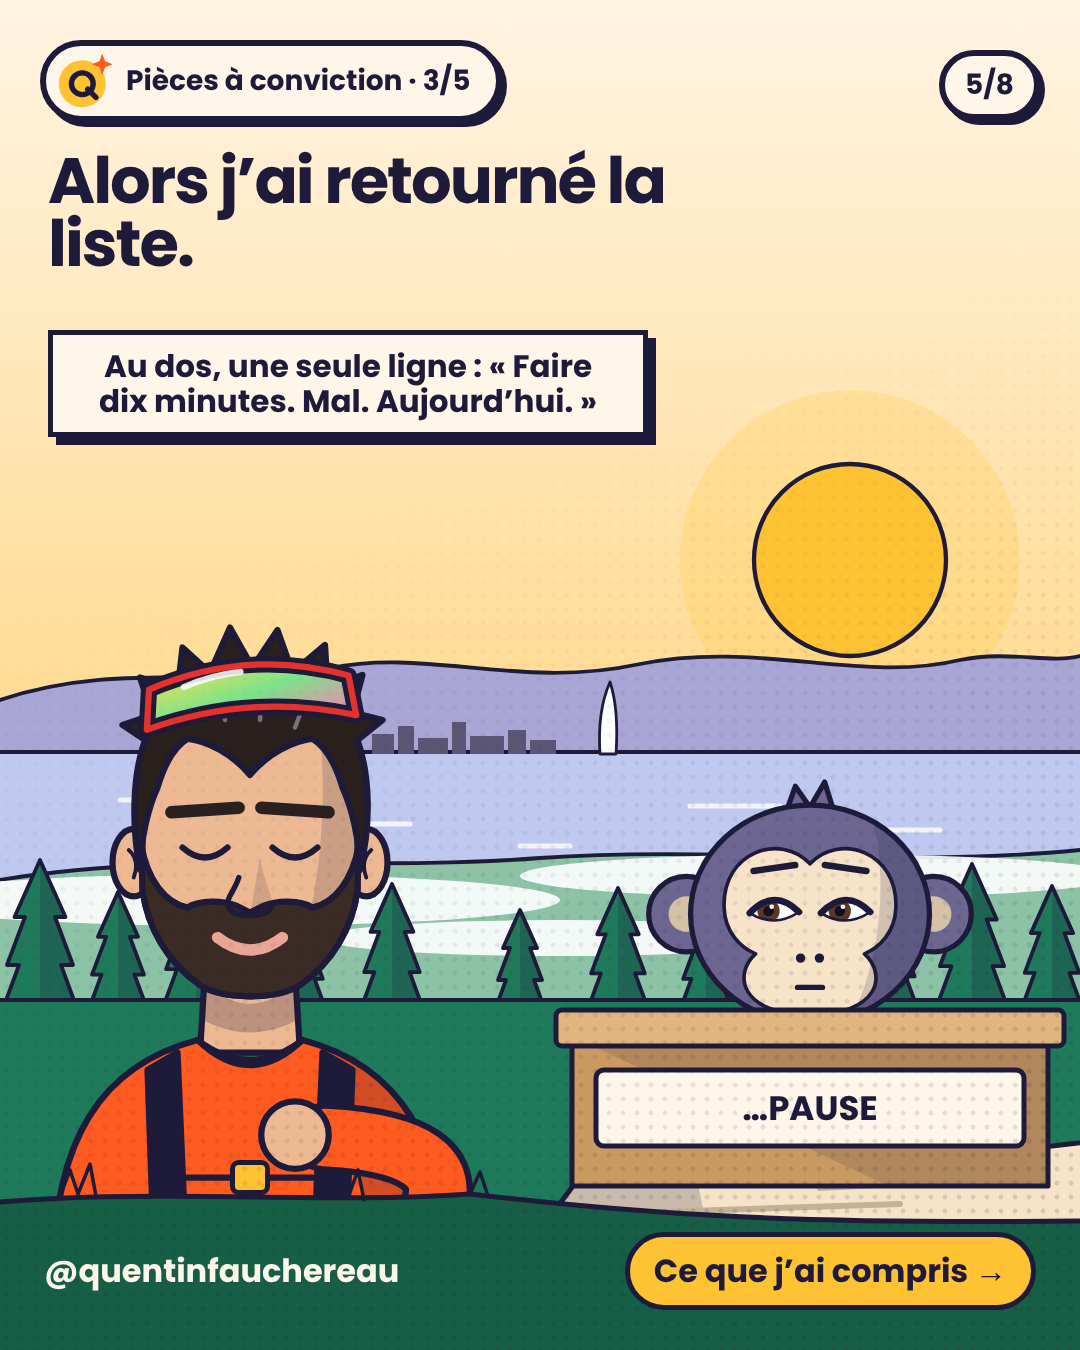 Q
Pièces à conviction · 3/5
5/8
Alors j’ai retourné la
liste.
Au dos, une seule ligne : « Faire
dix minutes. Mal. Aujourd’hui. »
...PAUSE
@quentinfauchereau
Ce que j’ai compris →